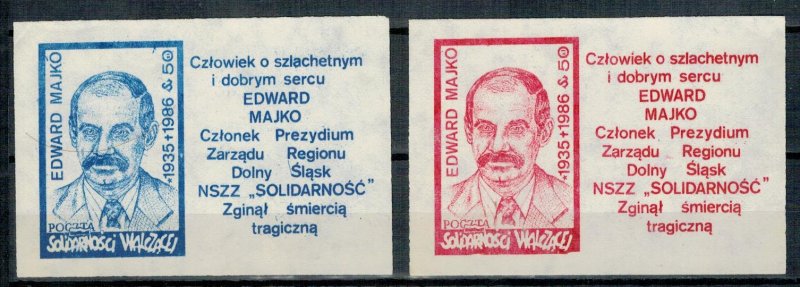 EDWARD MAJKO
*1935+1986 & 50
POCZTA
SOLIDARNOŚCI WALCZĄCEJ
Człowiek o szlachetnym
i dobrym sercu
EDWARD
MAJKO
Członek Prezydium
Zarządu Regionu
Dolny Śląsk
NSZZ „SOLIDARNOŚĆ”
Zginął śmiercią
tragiczną
EDWARD MAJKO
*1935+1986 & 50
POCZTA
SOLIDARNOŚCI WALCZĄCEJ
Człowiek o szlachetnym
i dobrym sercu
EDWARD
MAJKO
Członek Prezydium
Zarządu Regionu
Dolny Śląsk
NSZZ „SOLIDARNOŚĆ”
Zginął śmiercią
tragiczną